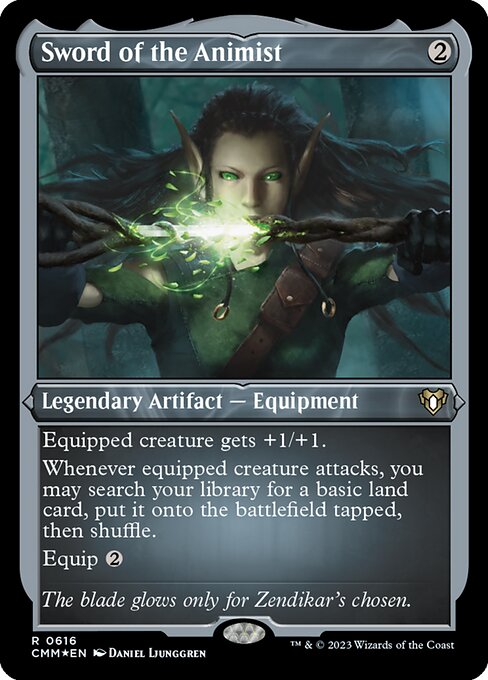 Sword of the Animist 2
Legendary Artifact — Equipment
Equipped creature gets +1/+1.
Whenever equipped creature attacks, you
may search your library for a basic land
card, put it onto the battlefield tapped,
then shuffle.
Equip 2
The blade glows only for Zendikar's chosen.
R 0616
CMM★EN Daniel Ljunggren
™ & © 2023 Wizards of the Coast